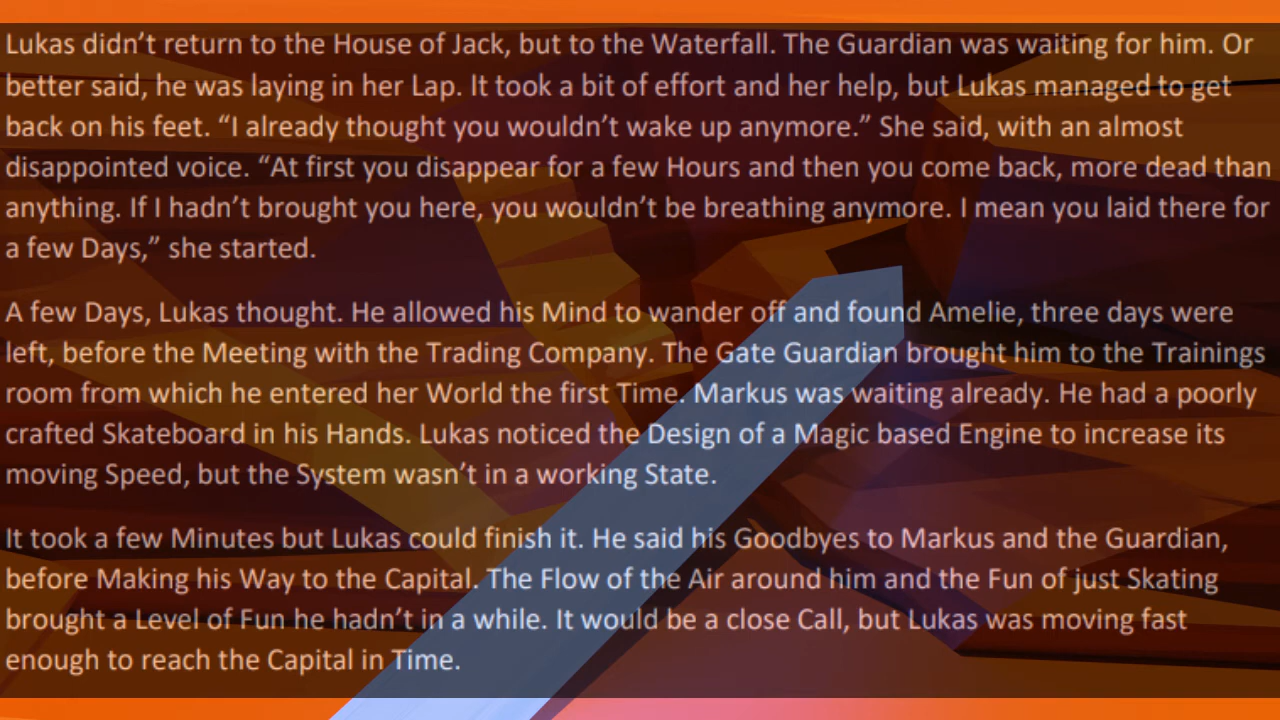 Lukas didn’t return to the House of Jack, but to the Waterfall. The Guardian was waiting for him. Or
better said, he was laying in her Lap. It took a bit of effort and her help, but Lukas managed to get
back on his feet. “I already thought you wouldn’t wake up anymore.” She said, with an almost
disappointed voice. “At first you disappear for a few Hours and then you come back, more dead than
anything. If I hadn’t brought you here, you wouldn’t be breathing anymore. I mean you laid there for
a few Days,” she started.
A few Days, Lukas thought. He allowed his Mind to wander off and found Amelie, three days were
left, before the Meeting with the Trading Company. The Gate Guardian brought him to the Trainings
room from which he entered her World the first Time. Markus was waiting already. He had a poorly
crafted Skateboard in his Hands. Lukas noticed the Design of a Magic based Engine to increase its
moving Speed, but the System wasn’t in a working State.
It took a few Minutes but Lukas could finish it. He said his Goodbyes to Markus and the Guardian,
before Making his Way to the Capital. The Flow of the Air around him and the Fun of just Skating
brought a Level of Fun he hadn’t in a while. It would be a close Call, but Lukas was moving fast
enough to reach the Capital in Time.